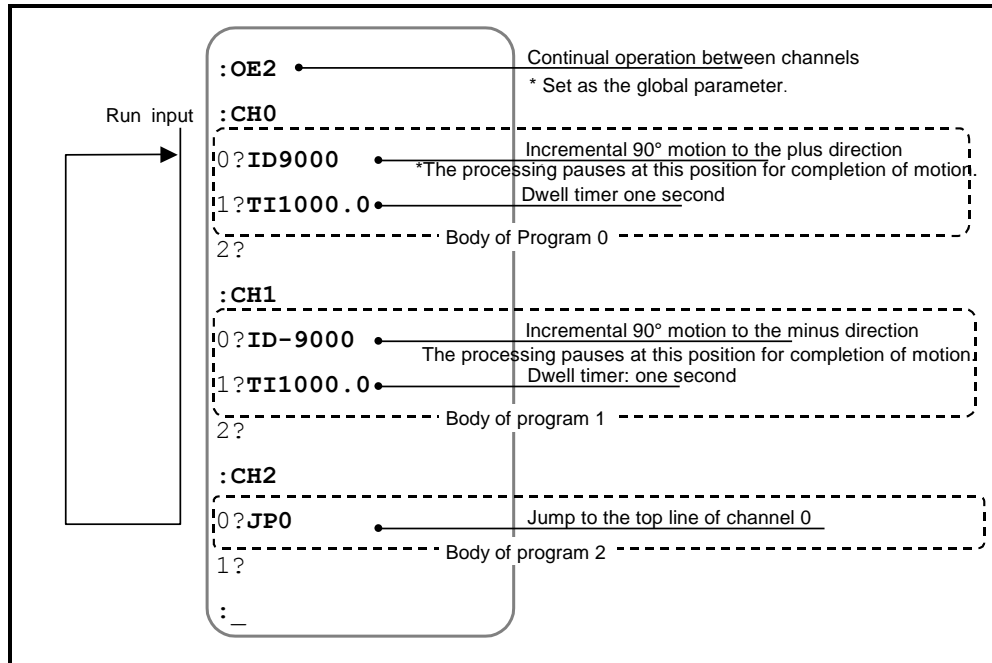 Continual operation between channels
:OE2
* Set as the global parameter.
Run input
:CH0
0?ID9000
Incremental 90° motion to the plus direction
*The processing pauses at this position for completion of motion.
1?TI1000.0
Dwell timer one second
Body of Program 0
2?
:CH1
0?ID-9000
Incremental 90° motion to the minus direction
The processing pauses at this position for completion of motion.
1?TI1000.0
Dwell timer: one second
Body of program 1
2?
:CH2
0?JP0
Jump to the top line of channel 0
Body of program 2
1?
:_